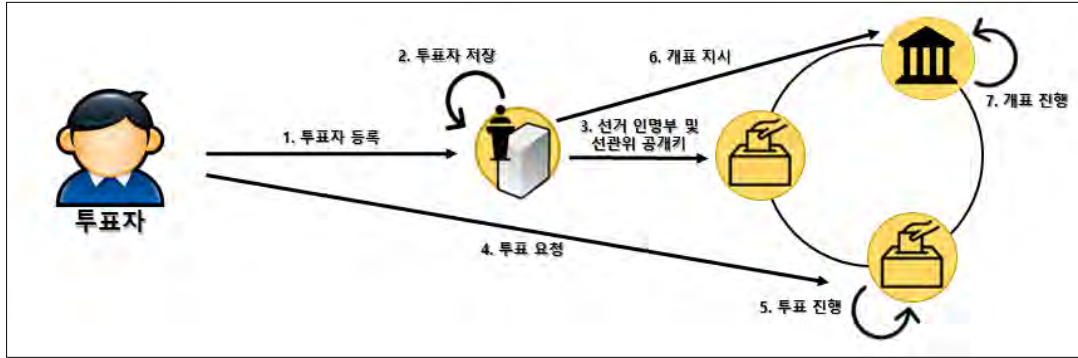 2. 투표자 저장
6. 개표 지시
7. 개표 진행
1. 투표자 등록
3. 선거 인명부 및
선관위 공개키
투표자
4. 투표 요청
5. 투표 진행